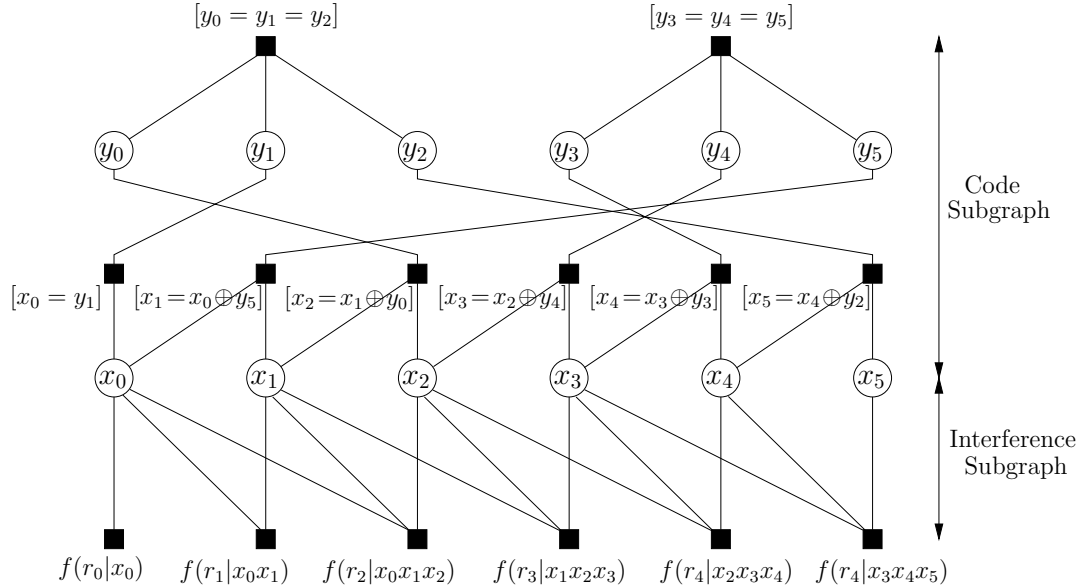 [y₀ = y₁ = y₂] [y₃ = y₄ = y₅]
y₀ y₁ y₂ y₃ y₄ y₅
Code
Subgraph
[x₀ = y₁] [x₁ = x₀ ⊕ y₅] [x₂ = x₁ ⊕ y₀] [x₃ = x₂ ⊕ y₄] [x₄ = x₃ ⊕ y₃] [x₅ = x₄ ⊕ y₂]
x₀ x₁ x₂ x₃ x₄ x₅
Interference
Subgraph
f(r₀|x₀) f(r₁|x₀x₁) f(r₂|x₀x₁x₂) f(r₃|x₁x₂x₃) f(r₄|x₂x₃x₄) f(r₄|x₃x₄x₅)